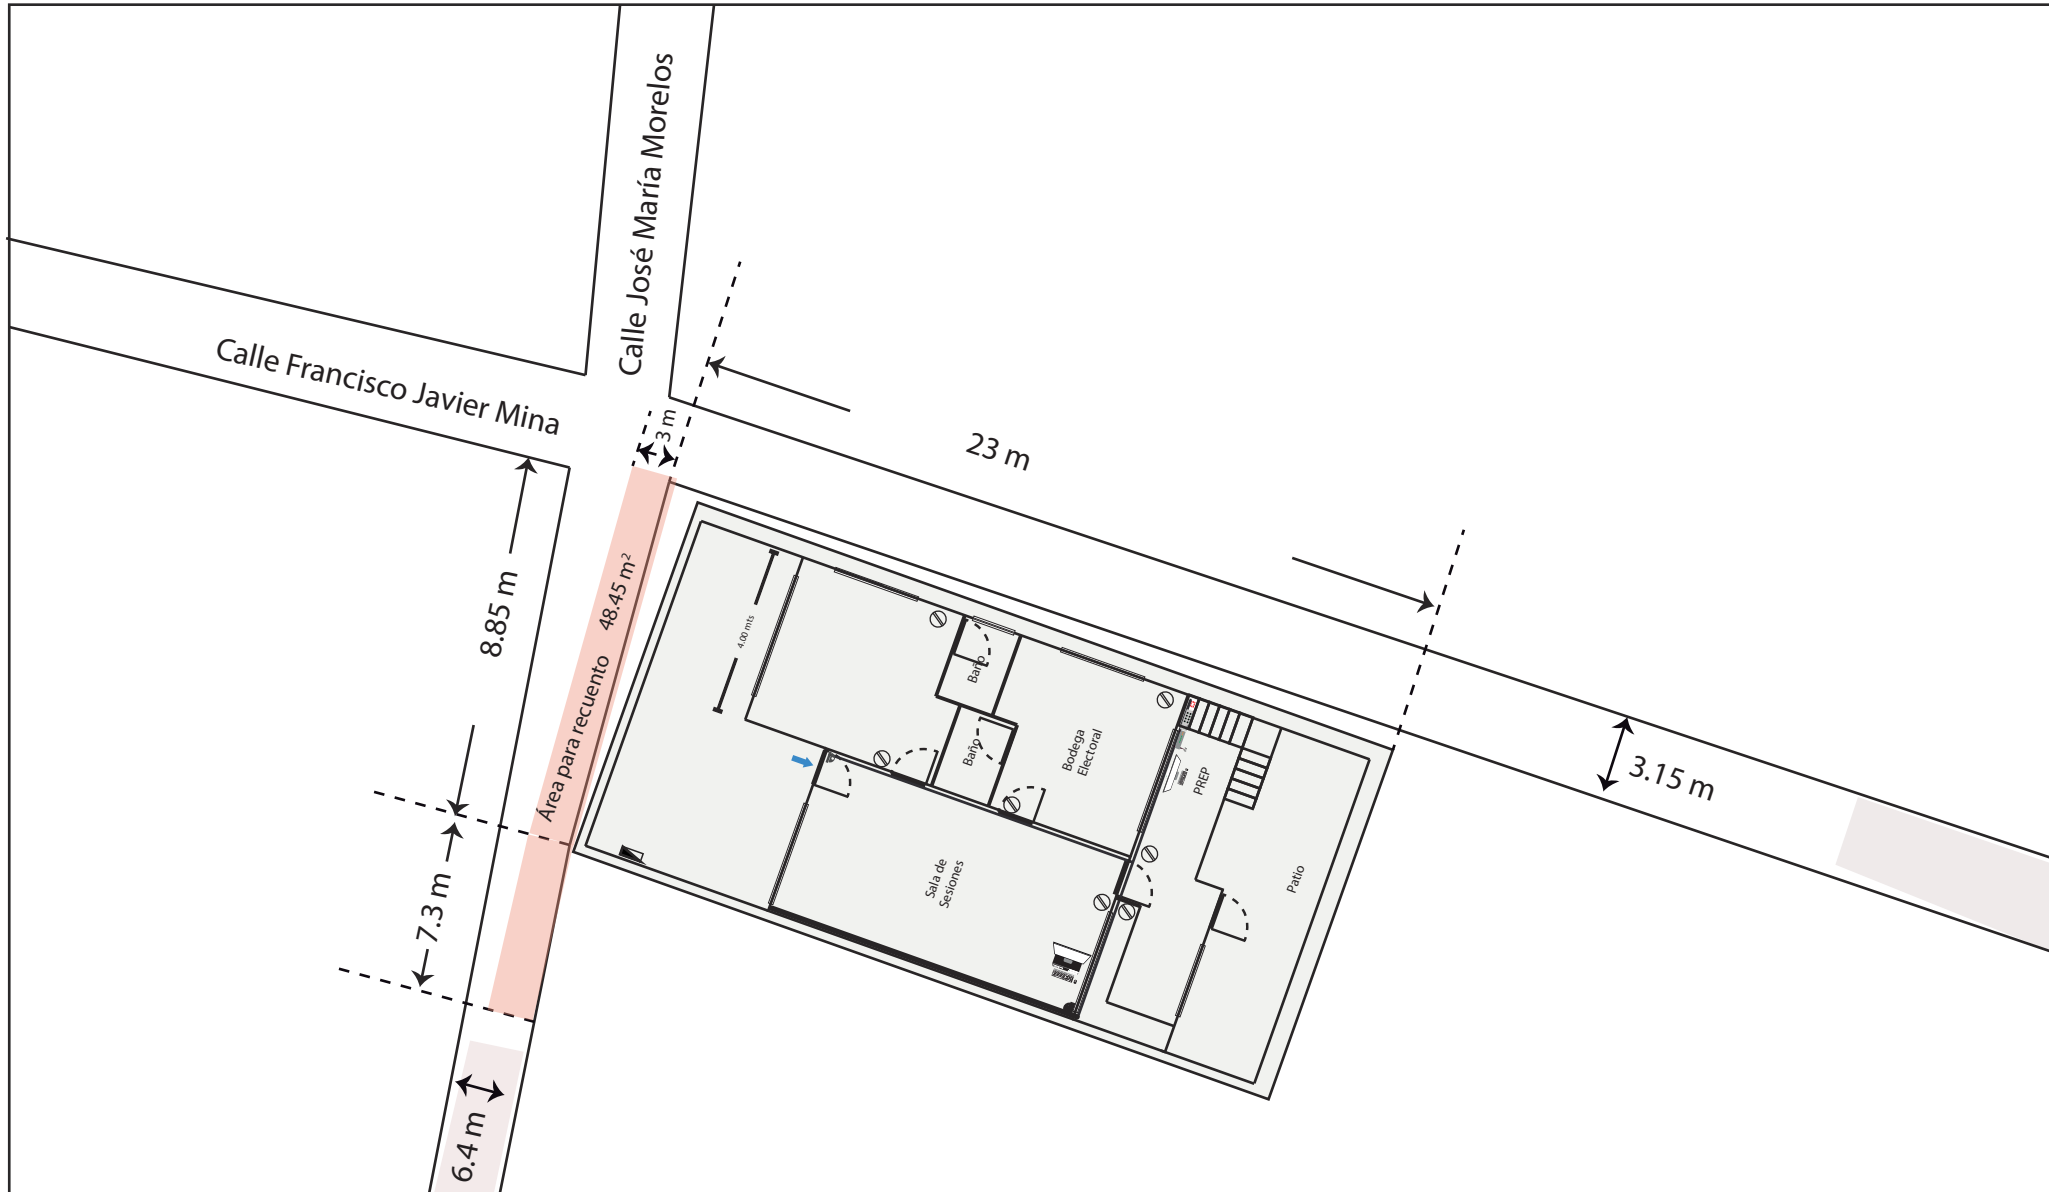 Calle José María Morelos
Calle Francisco Javier Mina
3 m
23 m
8.85 m
Área para recuento 48.45 m²
4.00 mts
Baño
Baño
Bodega
Electoral
PREP
3.15 m
7.3 m
Sala de
Sesiones
Patio
6.4 m